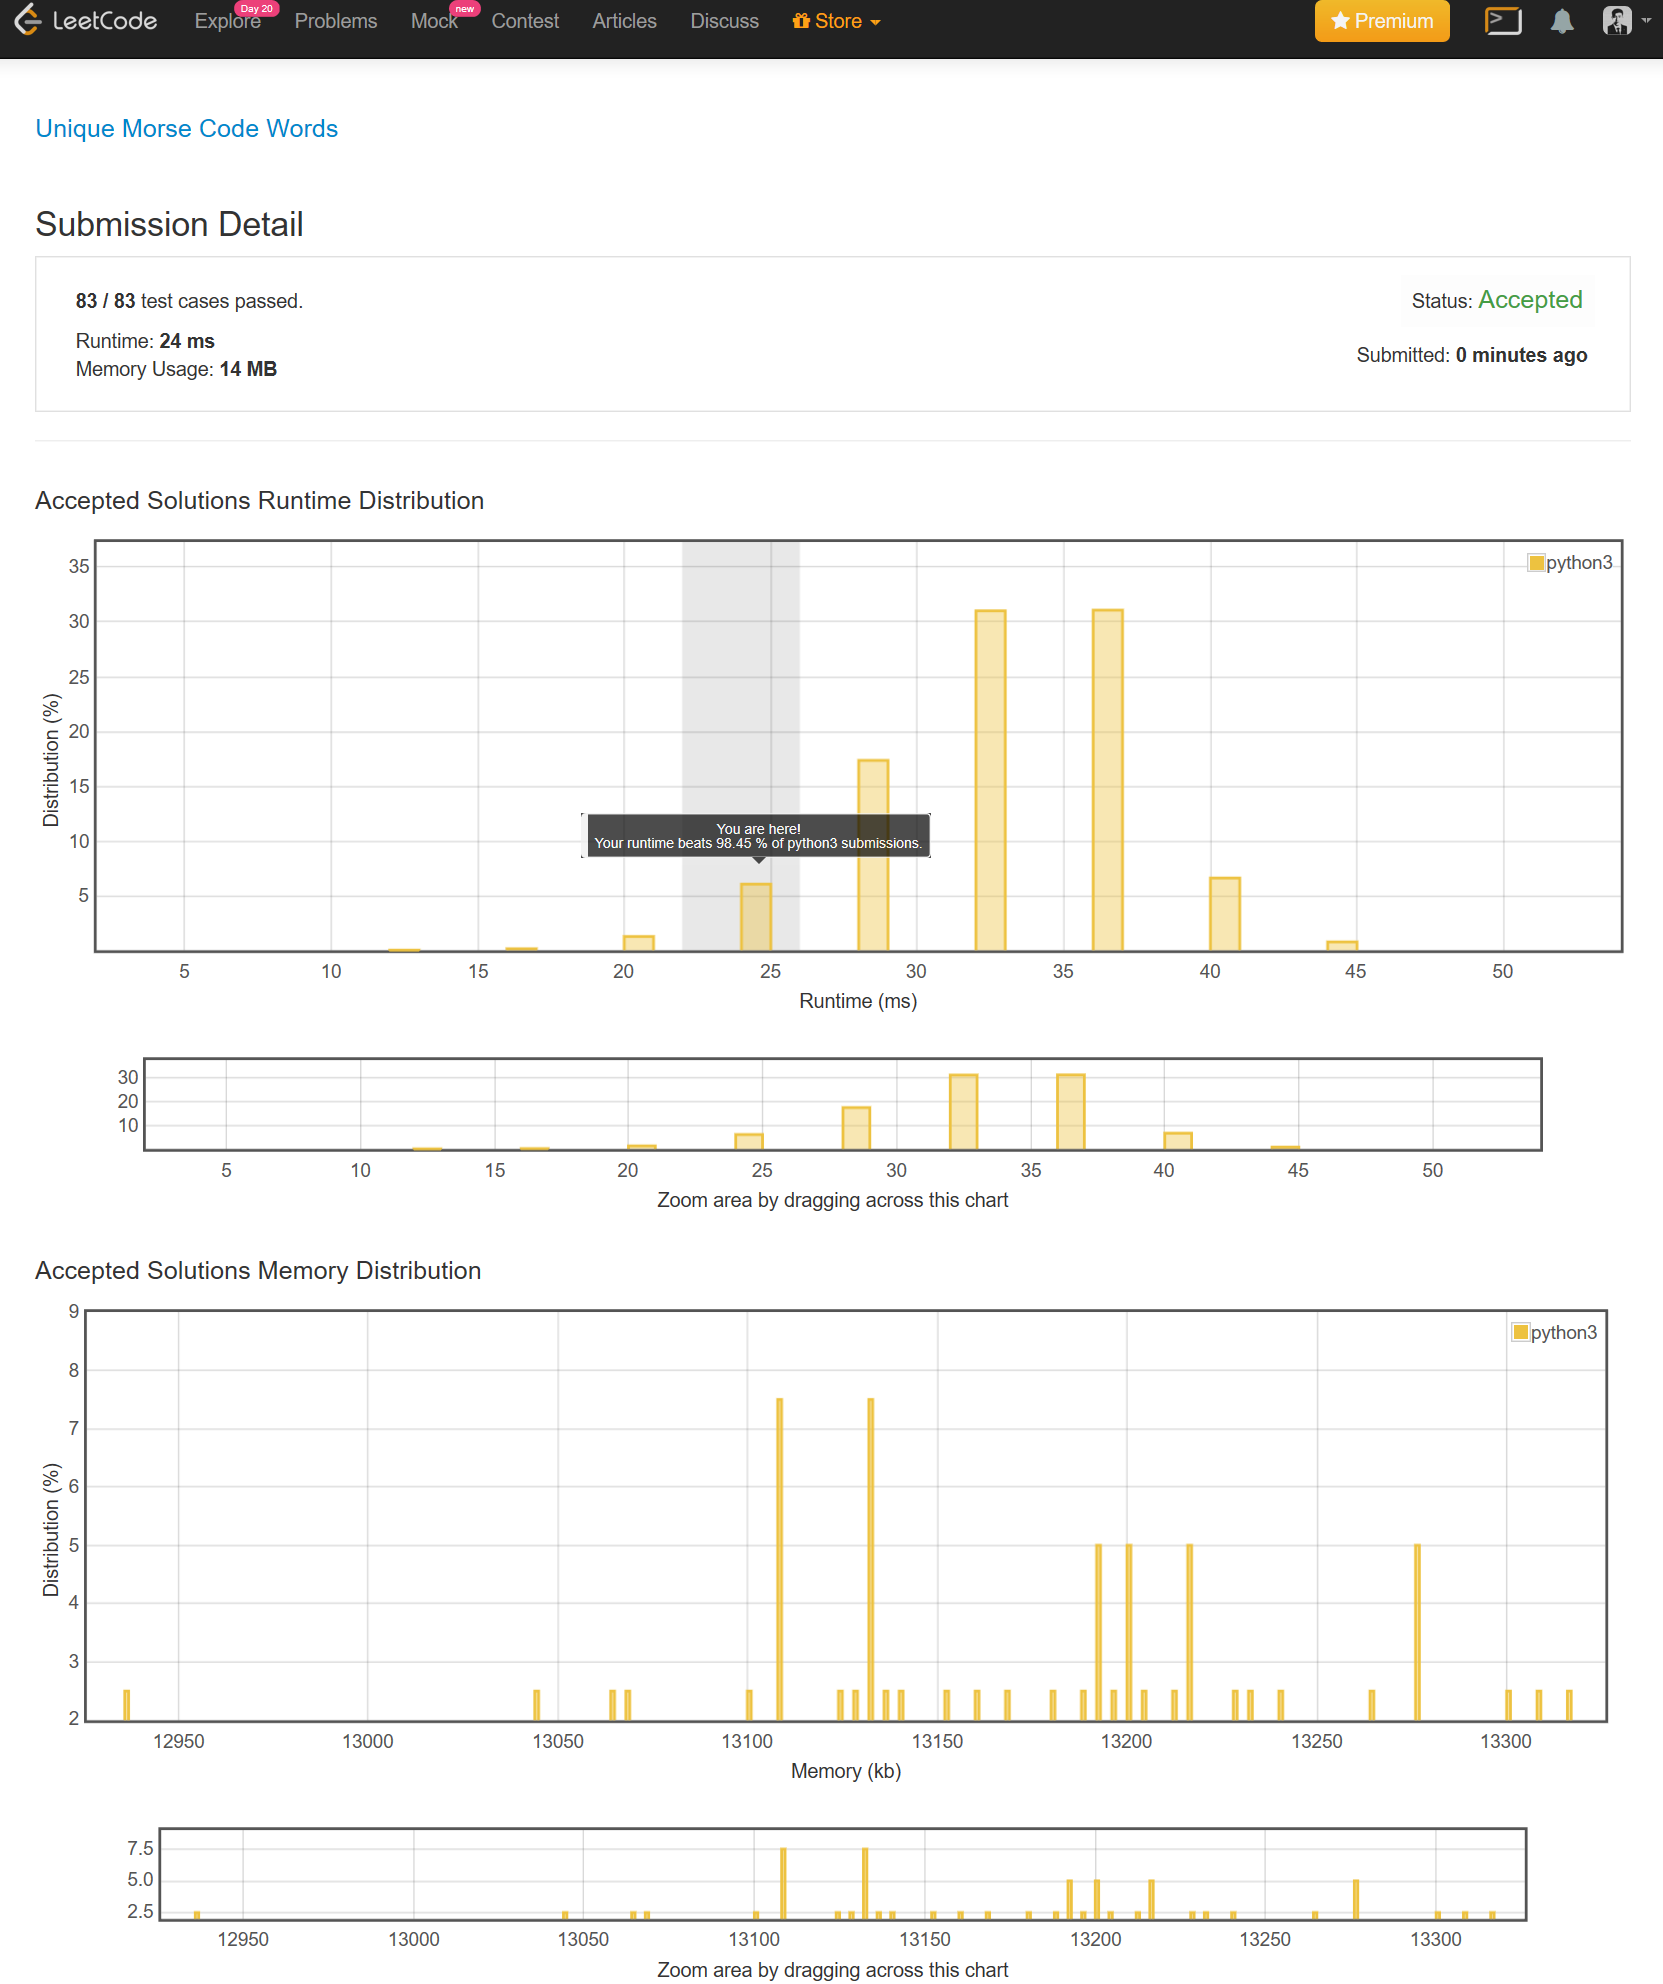 LeetCode Explore Day 20 Problems Mock new Contest Articles Discuss Store Premium
Unique Morse Code Words
Submission Detail
83 / 83 test cases passed.
Status: Accepted
Runtime: 24 ms
Submitted: 0 minutes ago
Memory Usage: 14 MB
Accepted Solutions Runtime Distribution
python3
35
30
25
20
15
10
5
Distribution (%)
You are here!
Your runtime beats 98.45 % of python3 submissions.
5 10 15 20 25 30 35 40 45 50
Runtime (ms)
30
20
10
5 10 15 20 25 30 35 40 45 50
Zoom area by dragging across this chart
Accepted Solutions Memory Distribution
python3
9
8
7
6
5
4
3
2
Distribution (%)
12950 13000 13050 13100 13150 13200 13250 13300
Memory (kb)
7.5
5.0
2.5
12950 13000 13050 13100 13150 13200 13250 13300
Zoom area by dragging across this chart